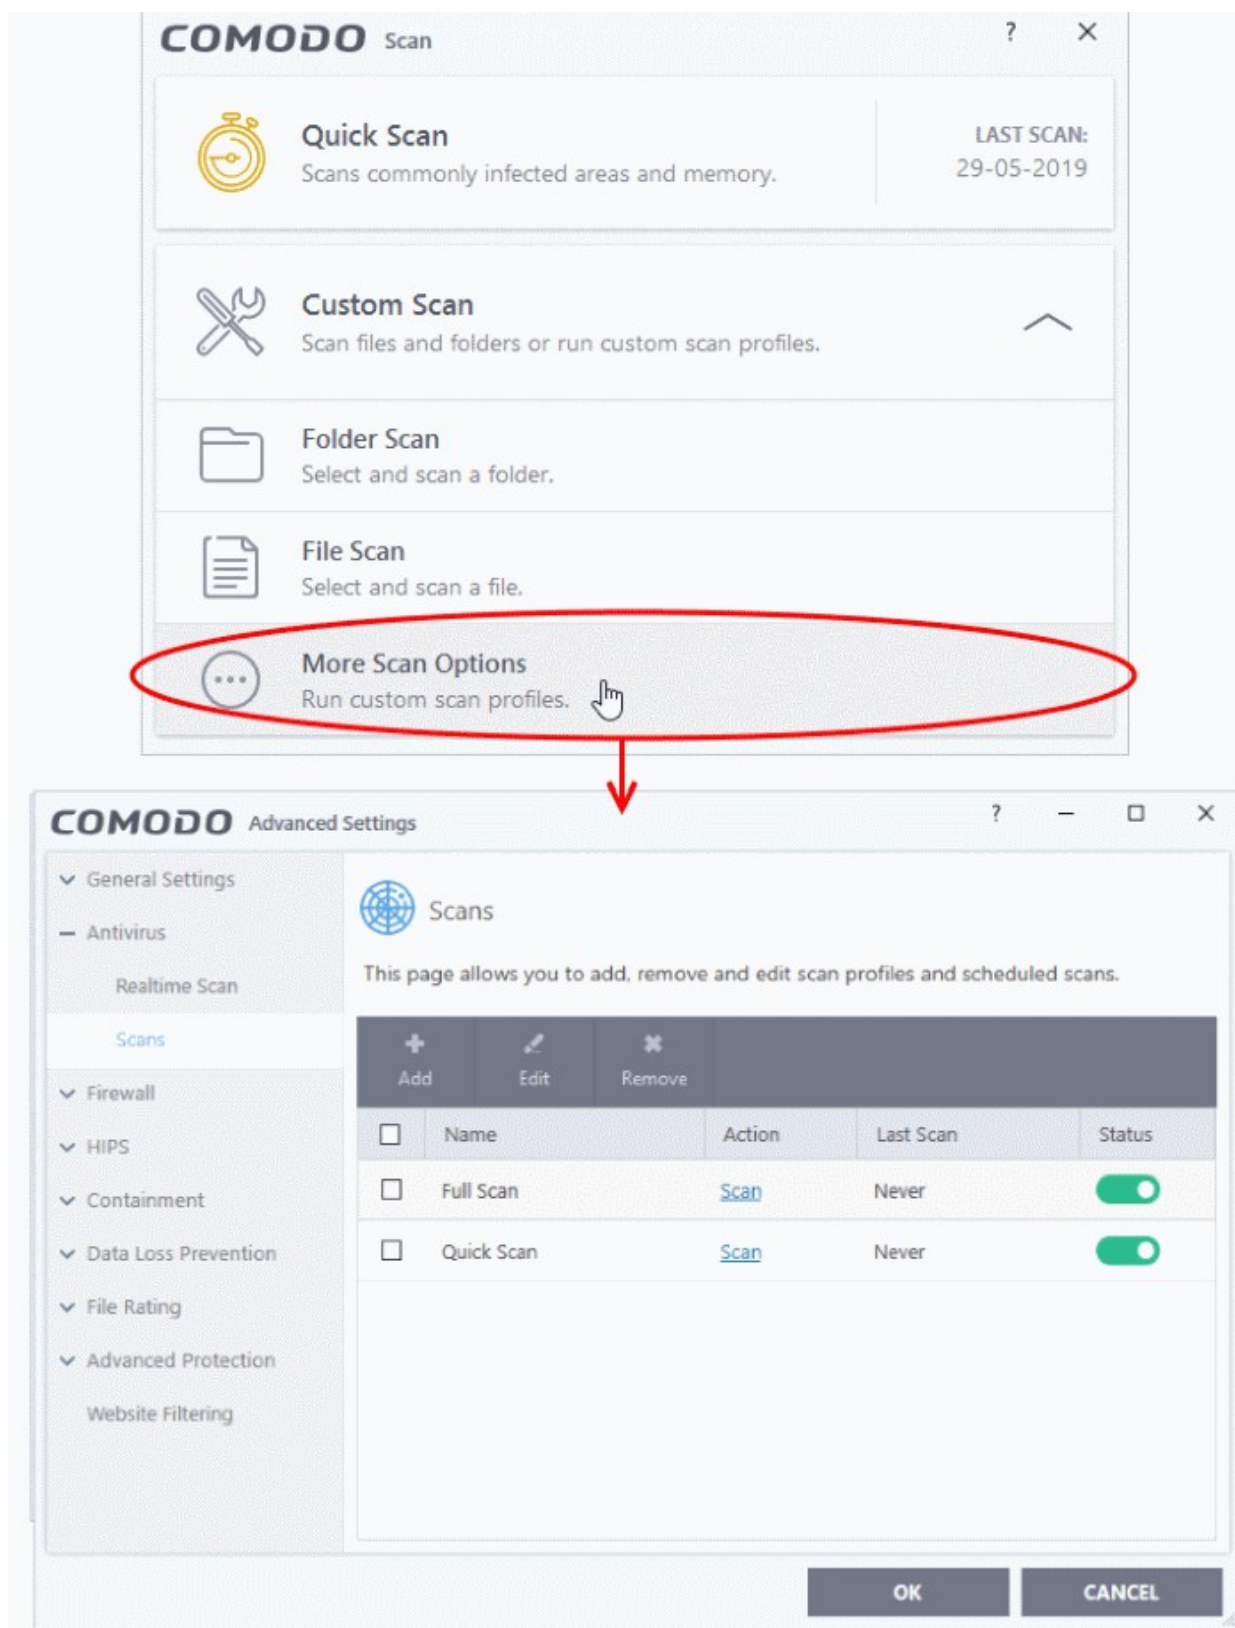 COMODO Scan ?
Quick Scan
Scans commonly infected areas and memory.
LAST SCAN:
29-05-2019
Custom Scan
Scan files and folders or run custom scan profiles.
Folder Scan
Select and scan a folder.
File Scan
Select and scan a file.
More Scan Options
Run custom scan profiles.
COMODO Advanced Settings ?
General Settings
Antivirus
Realtime Scan
Scans
Firewall
HIPS
Containment
Data Loss Prevention
File Rating
Advanced Protection
Website Filtering
Scans
This page allows you to add, remove and edit scan profiles and scheduled scans.
Add Edit Remove
Name Action Last Scan Status
Full Scan Scan Never
Quick Scan Scan Never
OK CANCEL